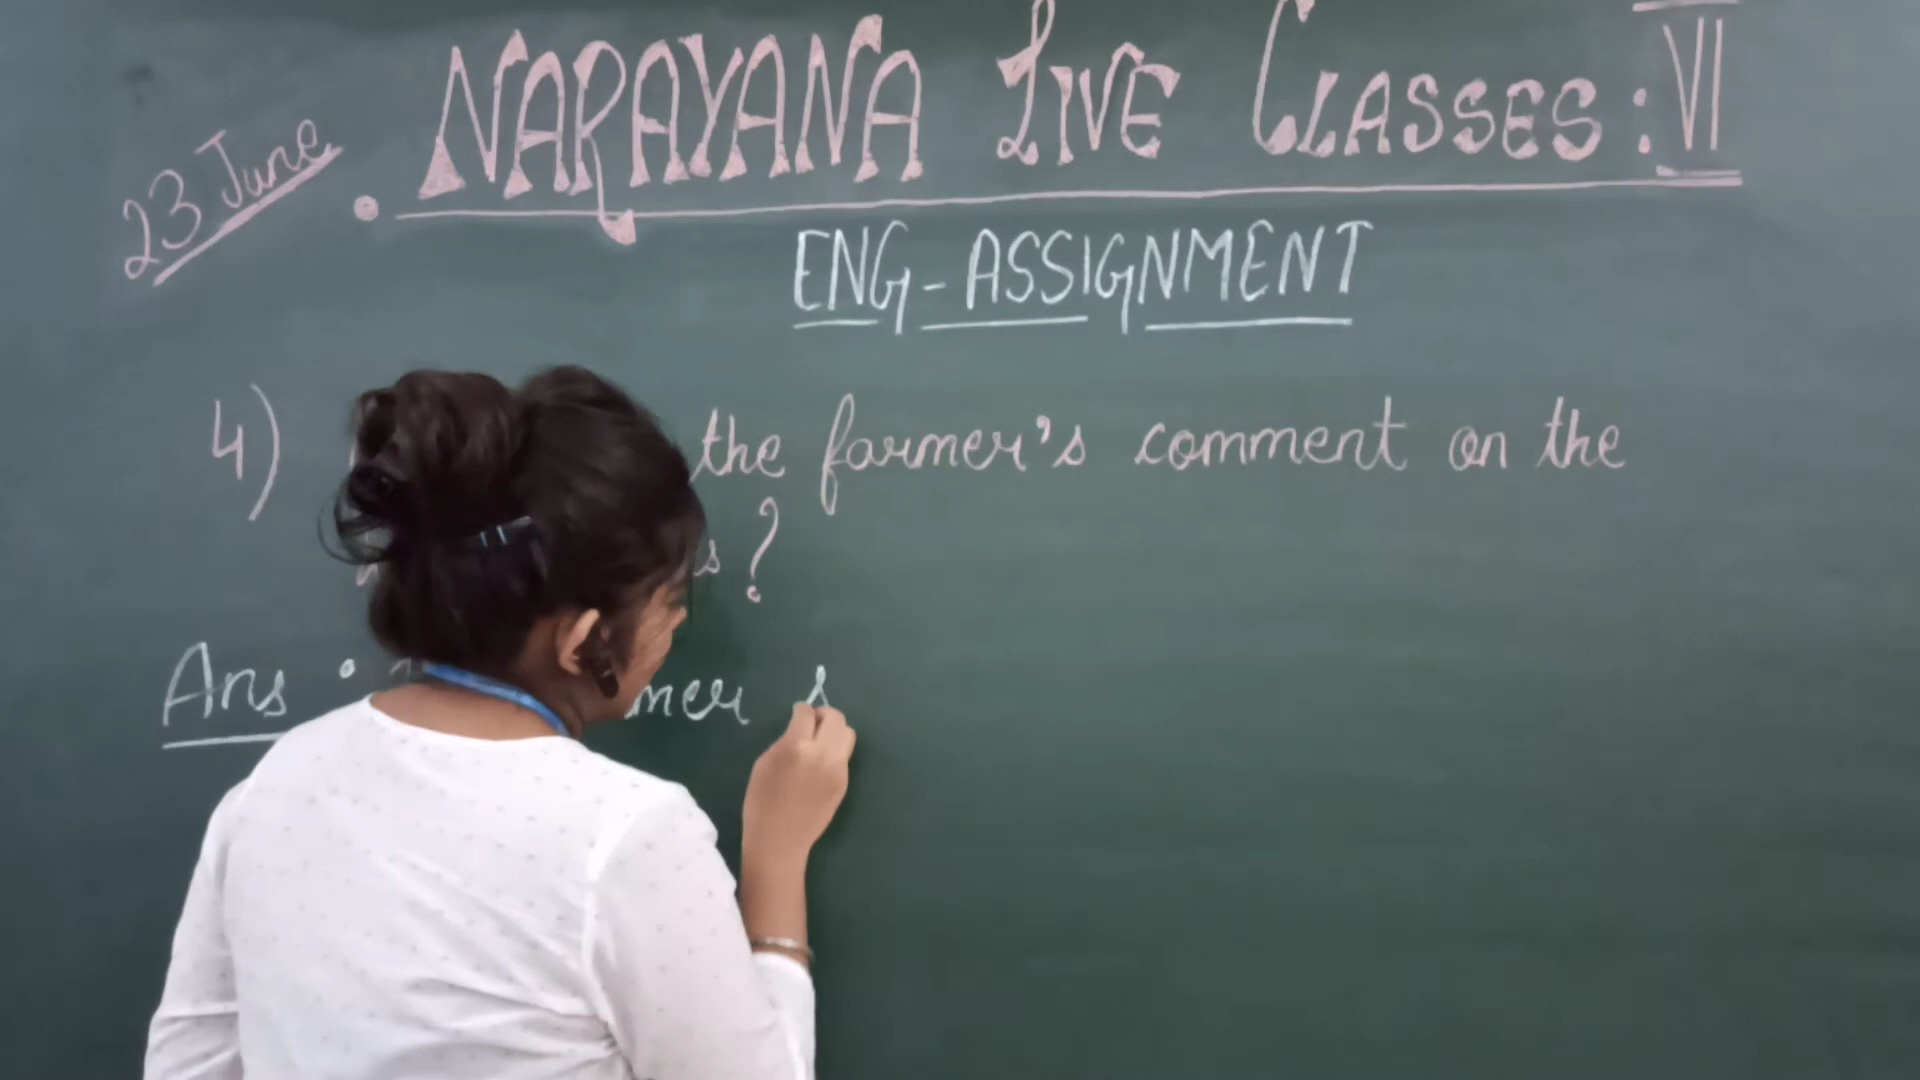 23 June
NARAYANA LIVE CLASSES : VI
ENG - ASSIGNMENT
4) the farmer's comment on the
s ?
Ans : mer s